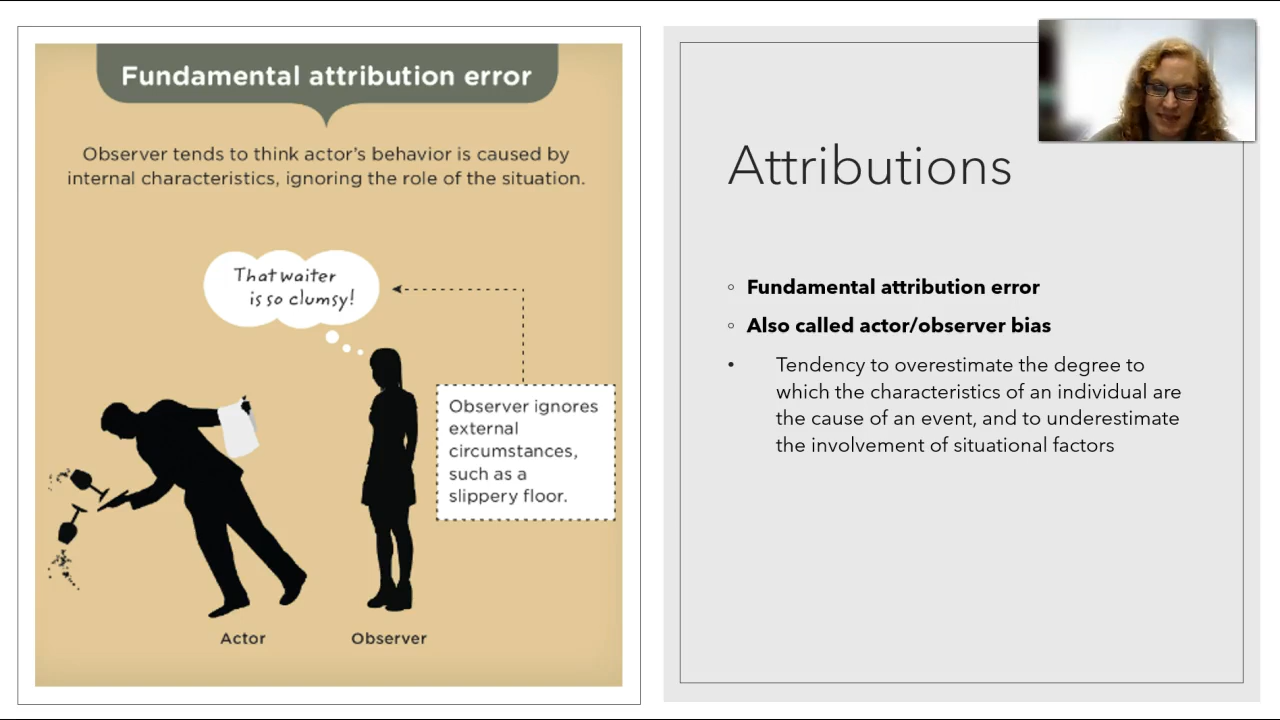 Fundamental attribution error
Observer tends to think actor's behavior is caused by
internal characteristics, ignoring the role of the situation.
That waiter
is so clumsy!
Observer ignores
external
circumstances,
such as a
slippery floor.
Actor
Observer
Attributions
◦ Fundamental attribution error
◦ Also called actor/observer bias
• Tendency to overestimate the degree to
which the characteristics of an individual are
the cause of an event, and to underestimate
the involvement of situational factors